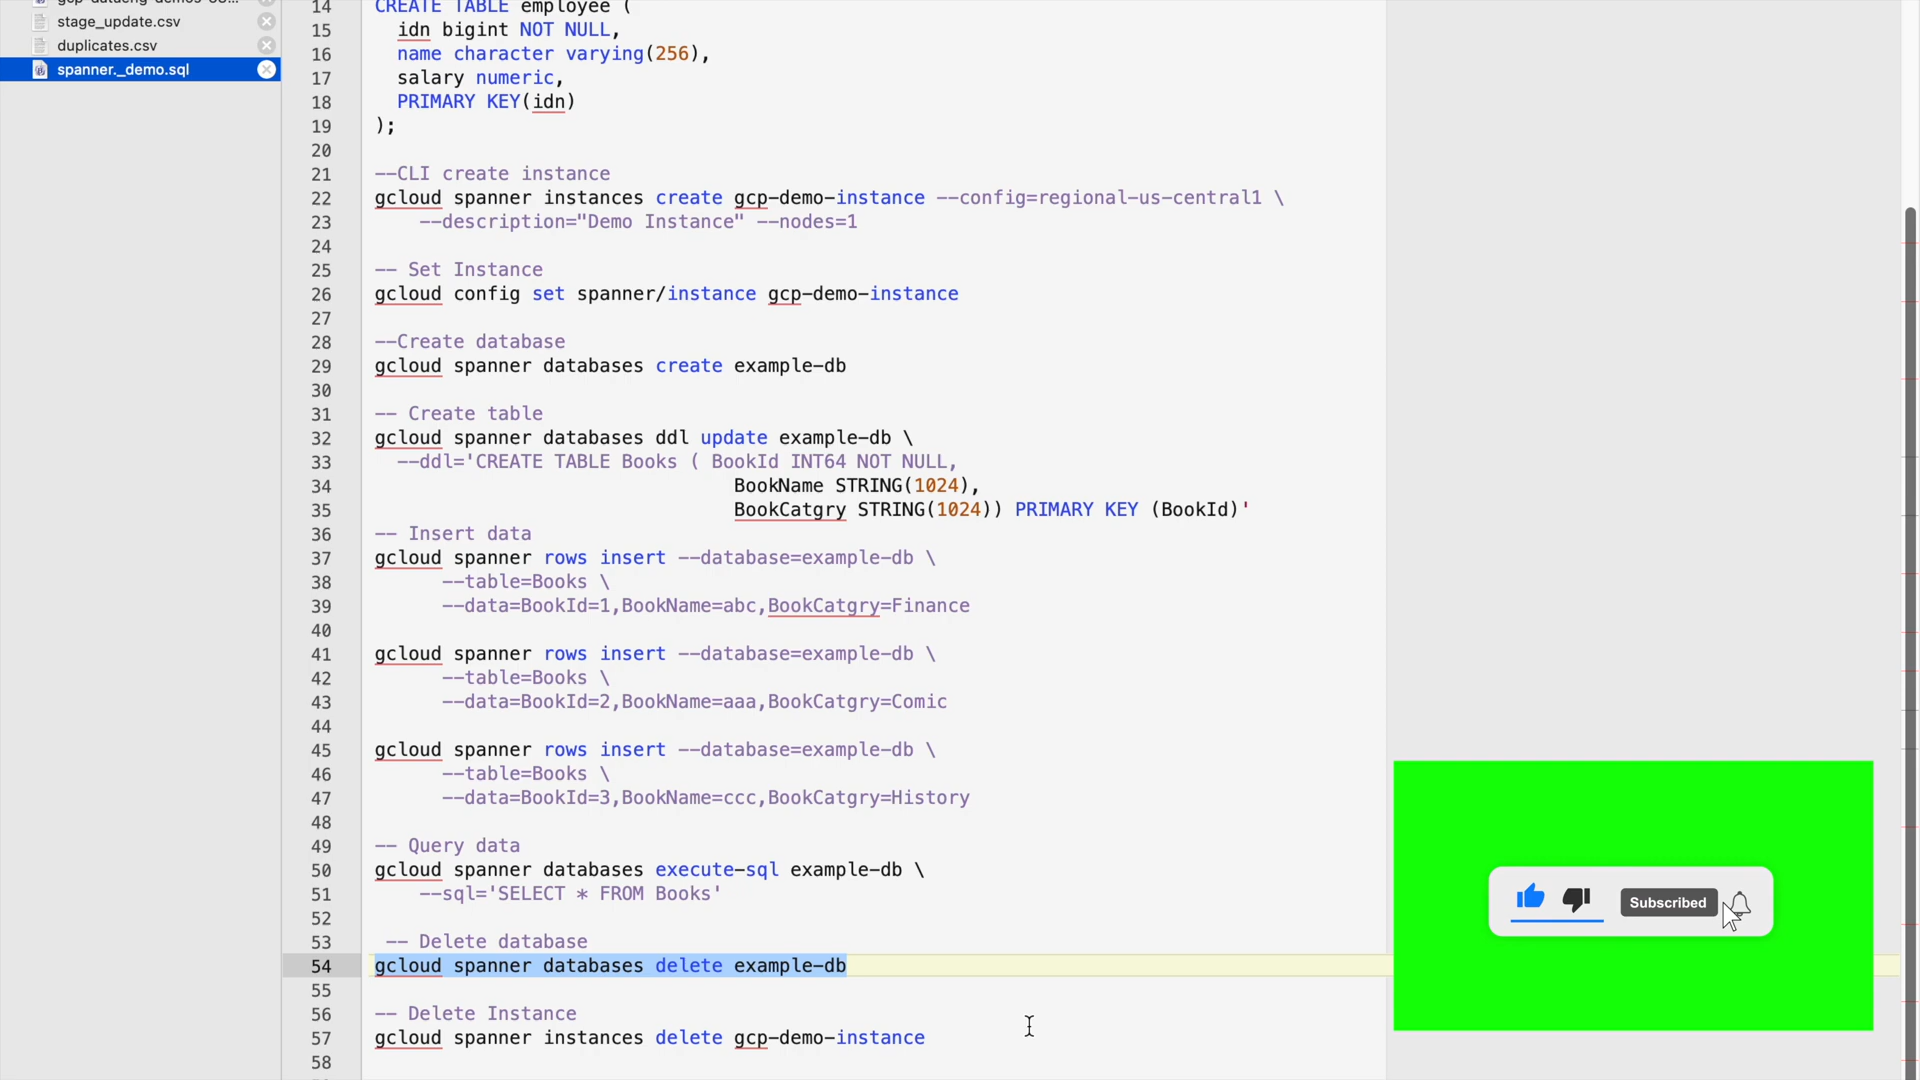 stage_update.csv
duplicates.csv
spanner._demo.sql
14 CREATE TABLE employee (
15 idn bigint NOT NULL,
16 name character varying(256),
17 salary numeric,
18 PRIMARY KEY(idn)
19 );
20
21 --CLI create instance
22 gcloud spanner instances create gcp-demo-instance --config=regional-us-central1 \
23 --description="Demo Instance" --nodes=1
24
25 -- Set Instance
26 gcloud config set spanner/instance gcp-demo-instance
27
28 --Create database
29 gcloud spanner databases create example-db
30
31 -- Create table
32 gcloud spanner databases ddl update example-db \
33 --ddl='CREATE TABLE Books ( BookId INT64 NOT NULL,
34 BookName STRING(1024),
35 BookCatgry STRING(1024)) PRIMARY KEY (BookId)'
36 -- Insert data
37 gcloud spanner rows insert --database=example-db \
38 --table=Books \
39 --data=BookId=1,BookName=abc,BookCatgry=Finance
40
41 gcloud spanner rows insert --database=example-db \
42 --table=Books \
43 --data=BookId=2,BookName=aaa,BookCatgry=Comic
44
45 gcloud spanner rows insert --database=example-db \
46 --table=Books \
47 --data=BookId=3,BookName=ccc,BookCatgry=History
48
49 -- Query data
50 gcloud spanner databases execute-sql example-db \
51 --sql='SELECT * FROM Books'
52
53 -- Delete database
54 gcloud spanner databases delete example-db
55
56 -- Delete Instance
57 gcloud spanner instances delete gcp-demo-instance
58
Subscribed